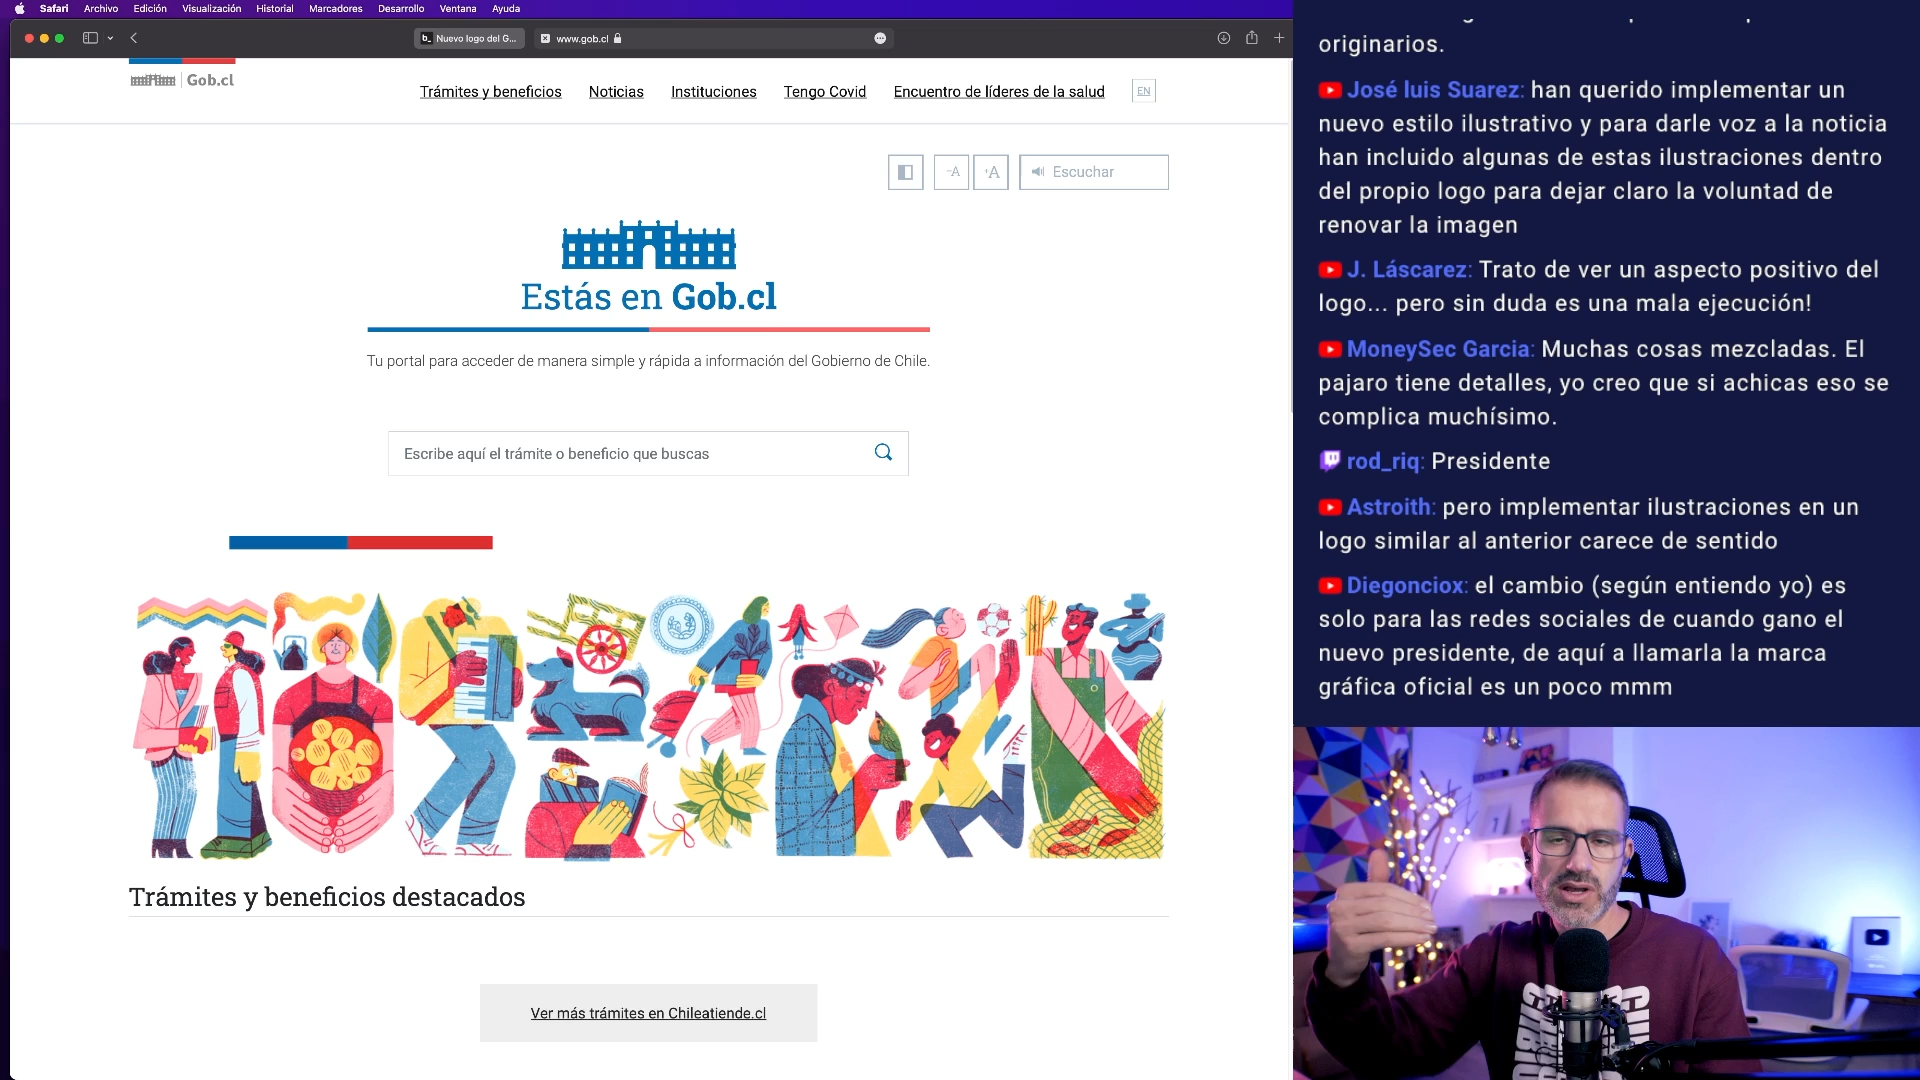 Safari Archivo Edición Visualización Historial Marcadores Desarrollo Ventana Ayuda
b_ Nuevo logo del G...
www.gob.cl
Gob.cl
Trámites y beneficios
Noticias
Instituciones
Tengo Covid
Encuentro de líderes de la salud
EN
-A
+A
Escuchar
Estás en Gob.cl
Tu portal para acceder de manera simple y rápida a información del Gobierno de Chile.
Escribe aquí el trámite o beneficio que buscas
Trámites y beneficios destacados
Ver más trámites en Chileatiende.cl
originarios.
José luis Suarez: han querido implementar un
nuevo estilo ilustrativo y para darle voz a la noticia
han incluido algunas de estas ilustraciones dentro
del propio logo para dejar claro la voluntad de
renovar la imagen
J. Láscarez: Trato de ver un aspecto positivo del
logo... pero sin duda es una mala ejecución!
MoneySec Garcia: Muchas cosas mezcladas. El
pajaro tiene detalles, yo creo que si achicas eso se
complica muchísimo.
rod_riq: Presidente
Astroith: pero implementar ilustraciones en un
logo similar al anterior carece de sentido
Diegonciox: el cambio (según entiendo yo) es
solo para las redes sociales de cuando gano el
nuevo presidente, de aquí a llamarla la marca
gráfica oficial es un poco mmm